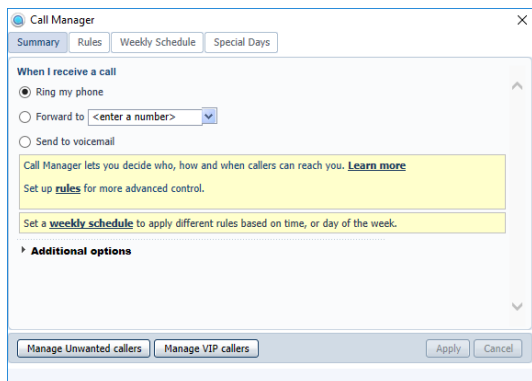 Call Manager
Summary Rules Weekly Schedule Special Days
When I receive a call
Ring my phone
Forward to <enter a number>
Send to voicemail
Call Manager lets you decide who, how and when callers can reach you. Learn more
Set up rules for more advanced control.
Set a weekly schedule to apply different rules based on time, or day of the week.
Additional options
Manage Unwanted callers Manage VIP callers Apply Cancel